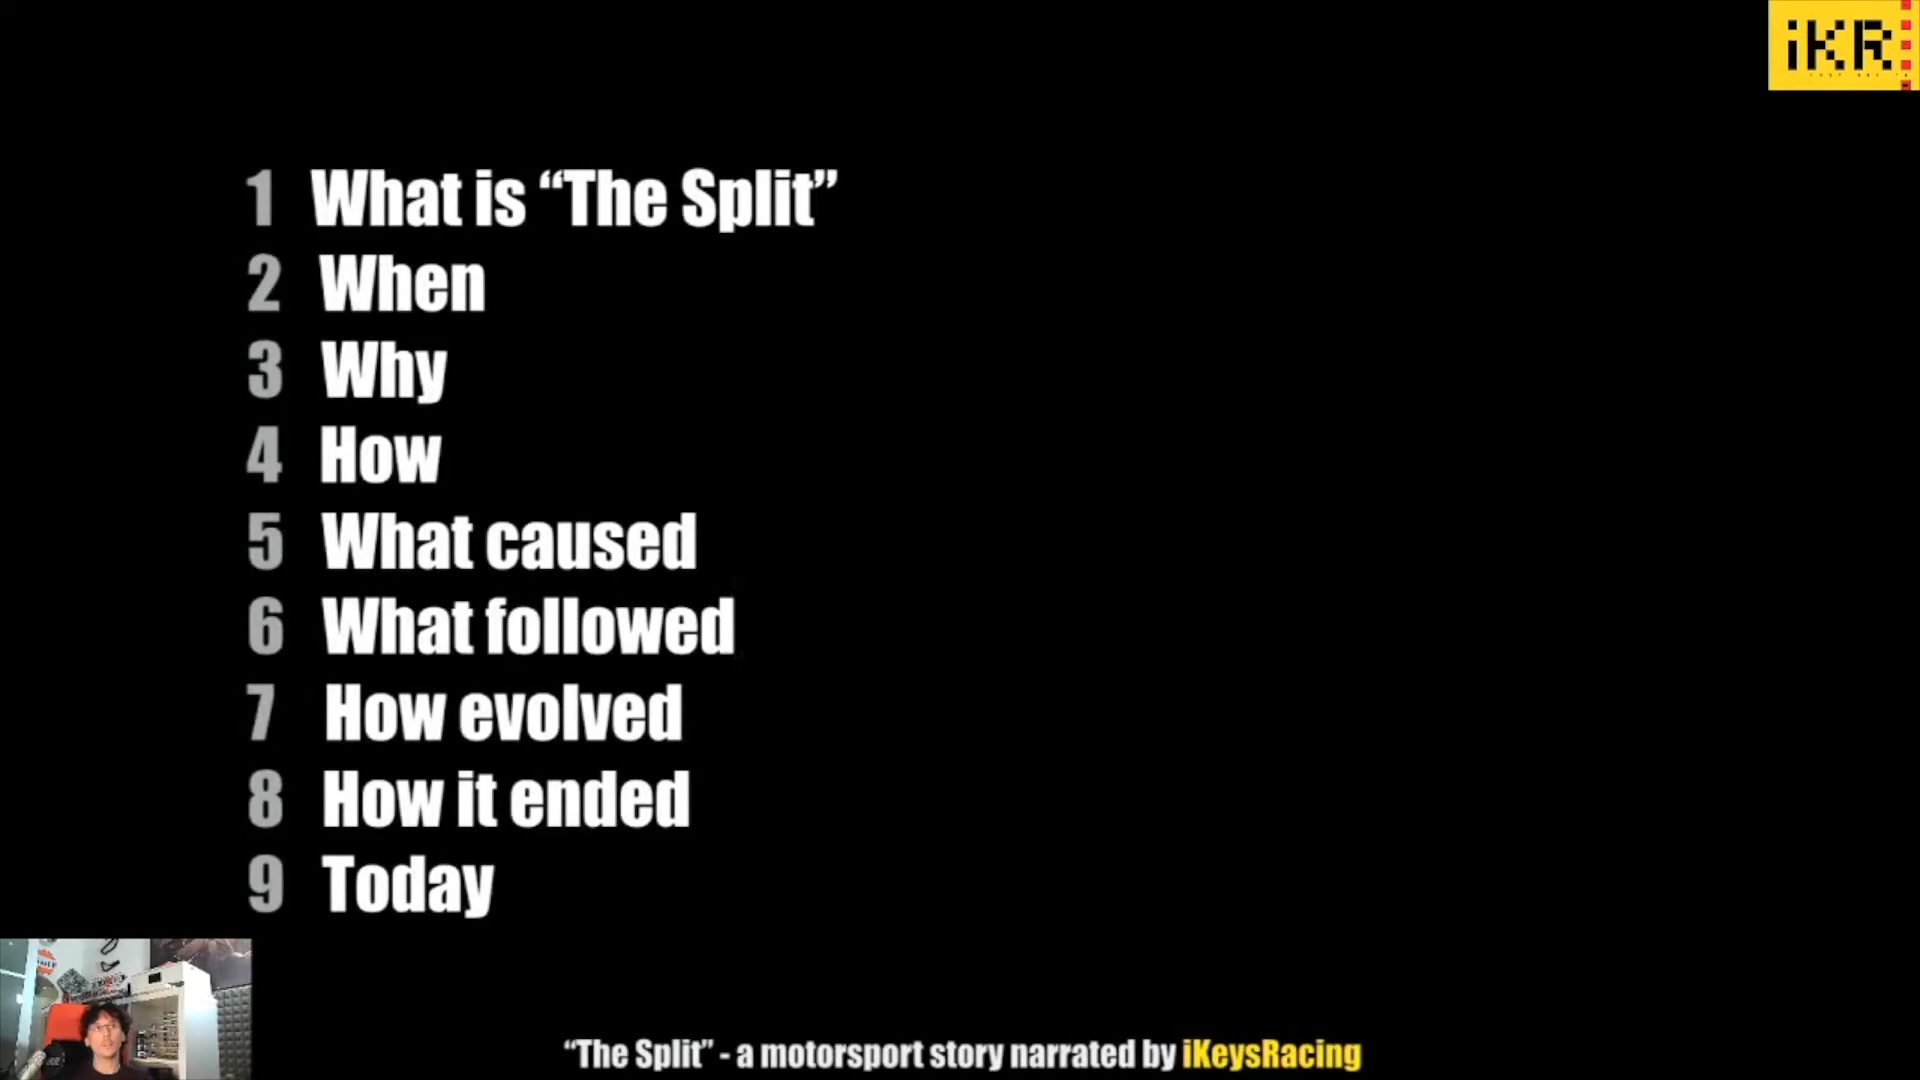 iKR
1 What is “The Split”
2 When
3 Why
4 How
5 What caused
6 What followed
7 How evolved
8 How it ended
9 Today
“The Split” - a motorsport story narrated by iKeysRacing